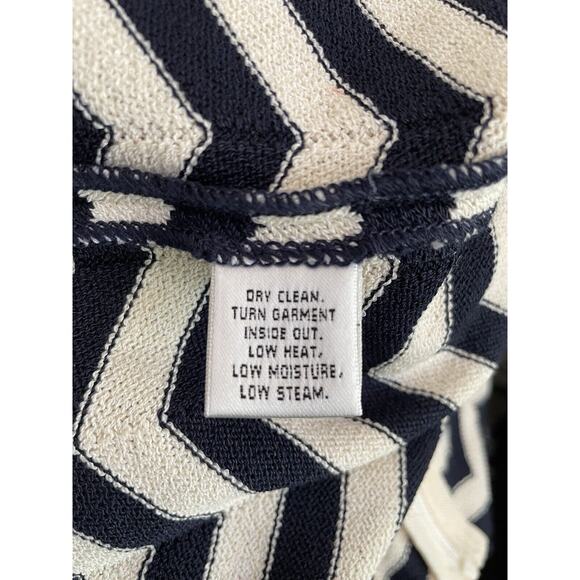 DRY CLEAN.
TURN GARMENT
INSIDE OUT.
LOW HEAT,
LOW MOISTURE,
LOW STEAM.